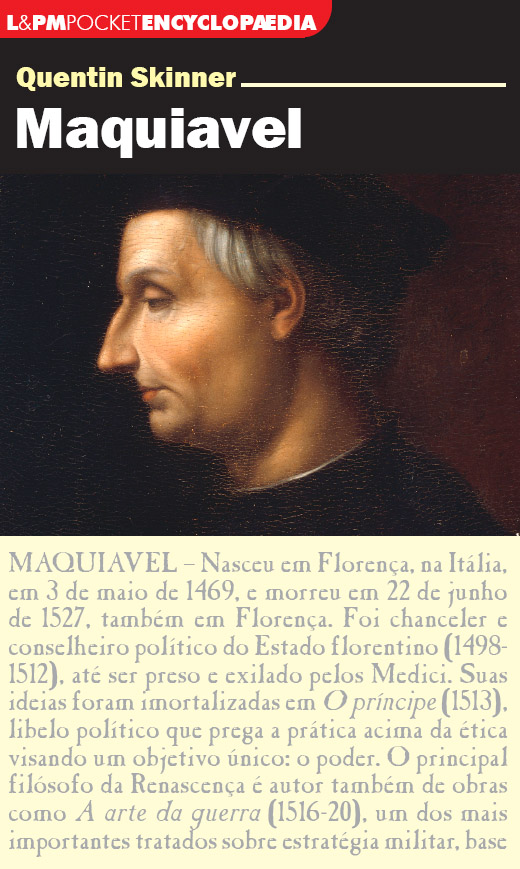 L&PMPOCKETENCYCLOPÆDIA
Quentin Skinner
Maquiavel
MAQUIAVEL – Nasceu em Florença, na Itália,
em 3 de maio de 1469, e morreu em 22 de junho
de 1527, também em Florença. Foi chanceler e
conselheiro político do Estado florentino (1498-
1512), até ser preso e exilado pelos Medici. Suas
ideias foram imortalizadas em O príncipe (1513),
libelo político que prega a prática acima da ética
visando um objetivo único: o poder. O principal
filósofo da Renascença é autor também de obras
como A arte da guerra (1516-20), um dos mais
importantes tratados sobre estratégia militar, base